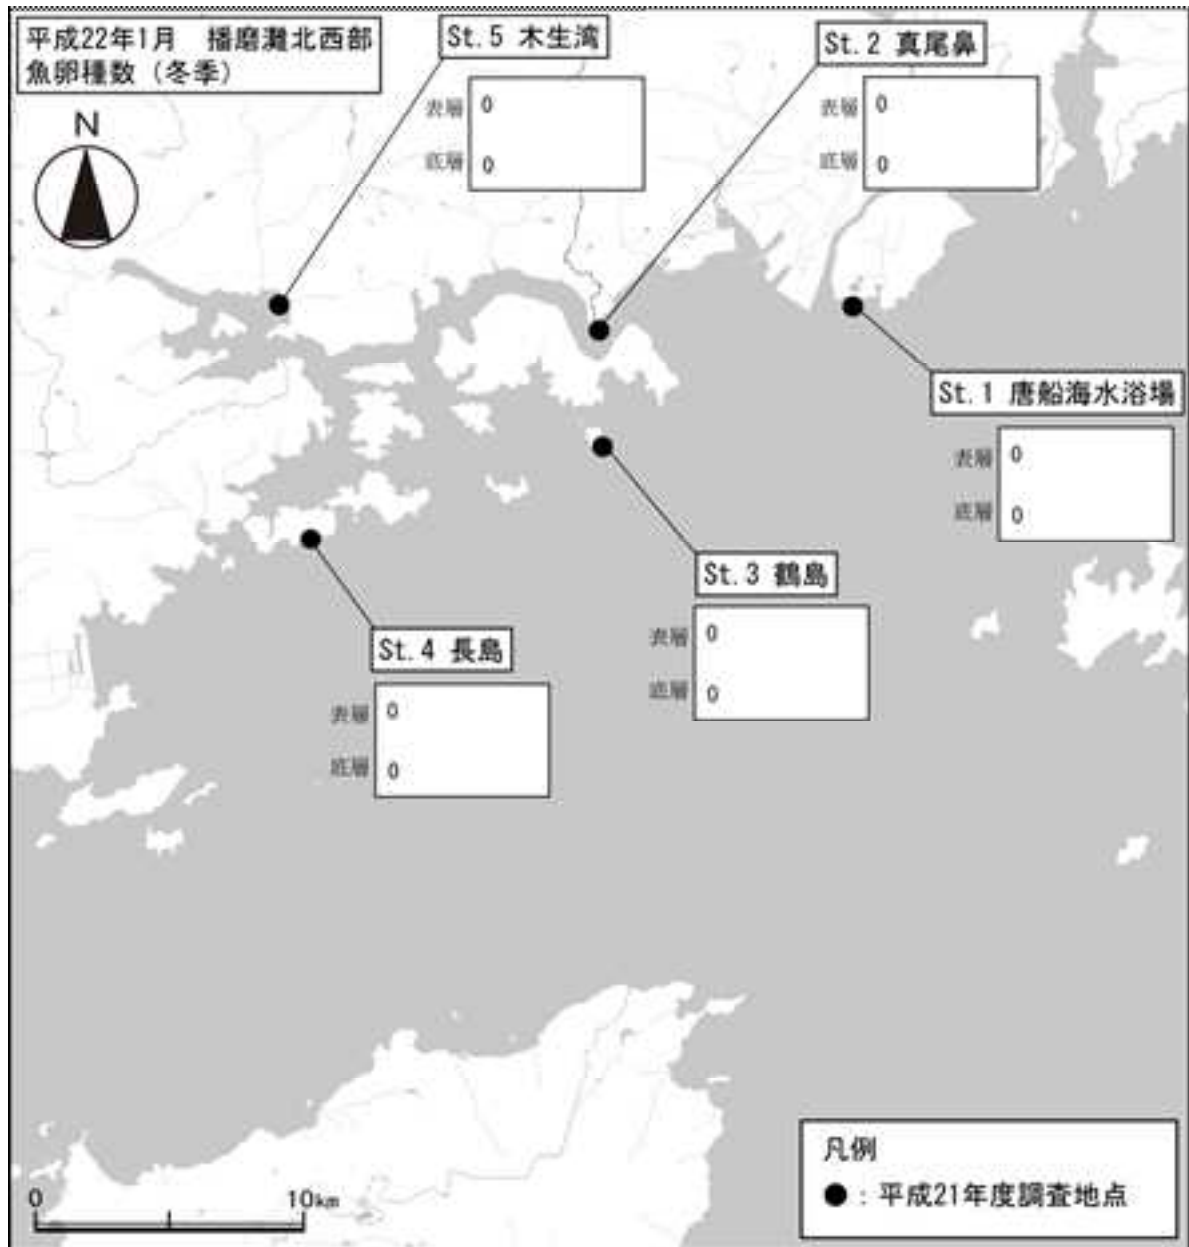 平成22年1月　播磨灘北西部
魚卵種数（冬季）
N
St.5 木生湾
表層 0
底層 0
St.2 真尾鼻
表層 0
底層 0
St.1 唐船海水浴場
表層 0
底層 0
St.3 鶴島
表層 0
底層 0
St.4 長島
表層 0
底層 0
0 10km
凡例
●：平成21年度調査地点